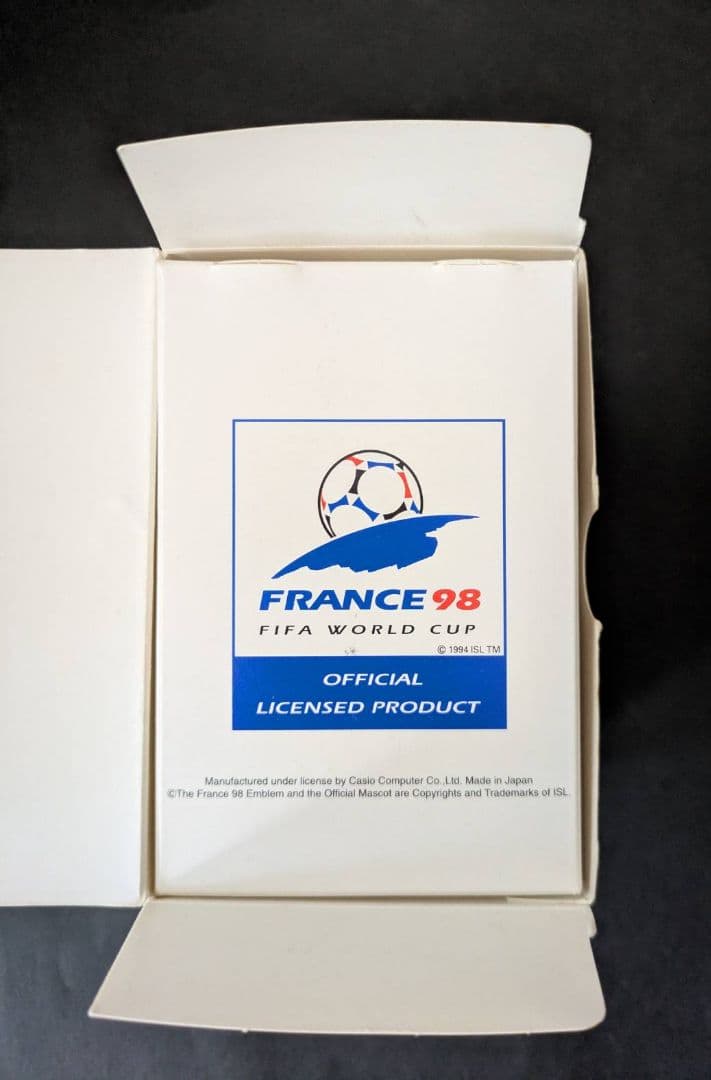 FRANCE 98
FIFA WORLD CUP
© 1994 ISL TM
OFFICIAL
LICENSED PRODUCT
Manufactured under license by Casio Computer Co.,Ltd. Made in Japan
©The France 98 Emblem and the Official Mascot are Copyrights and Trademarks of ISL.